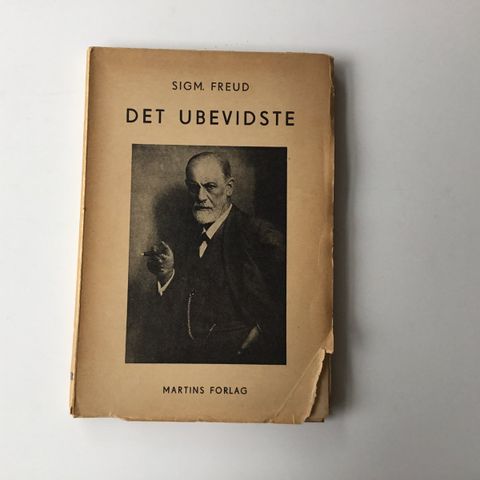 SIGM. FREUD
DET UBEVIDSTE
MARTINS FORLAG